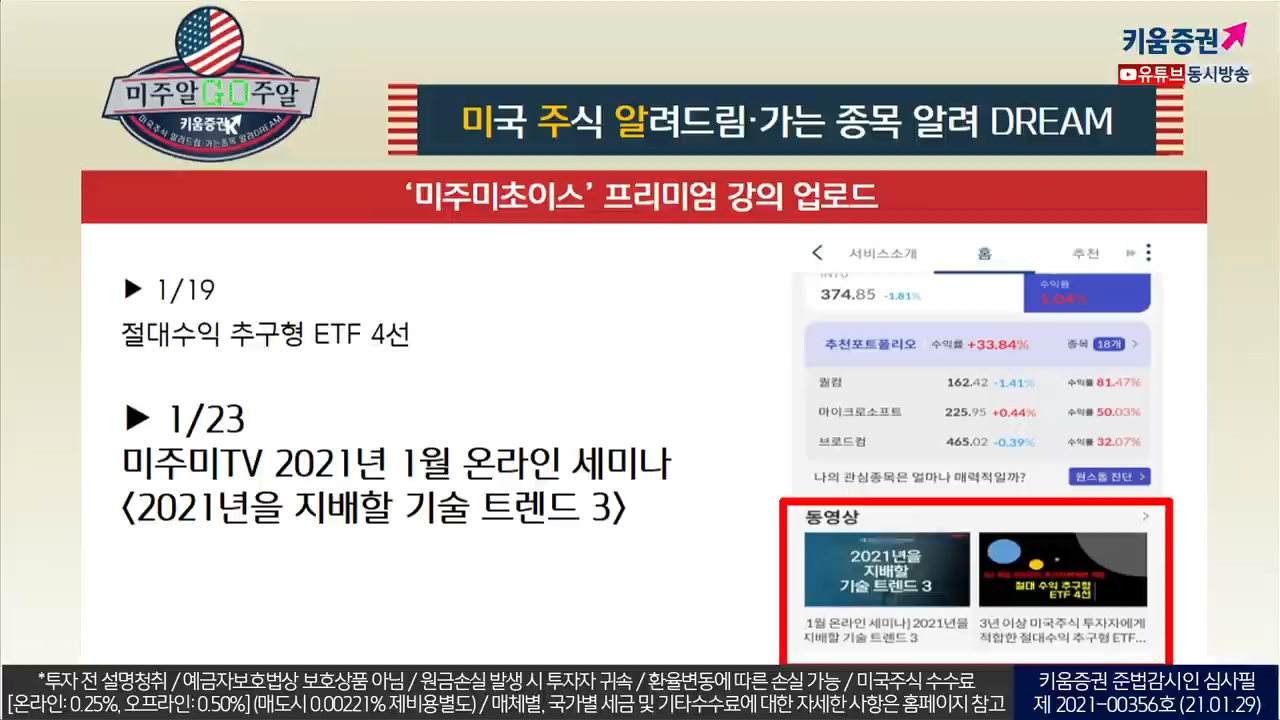 미주알GO주알
키움증권
미국주식 알려드림·가는종목 알려DREAM
키움증권
유튜브동시방송
미국 주식 알려드림·가는 종목 알려 DREAM
‘미주미초이스’ 프리미엄 강의 업로드
▶ 1/19
절대수익 추구형 ETF 4선
▶ 1/23
미주미TV 2021년 1월 온라인 세미나
<2021년을 지배할 기술 트렌드 3>
서비스소개 홈 추천
INTU 수익률
374.85 -1.81% 1.04%
추천포트폴리오 수익률 +33.84% 종목 18개
퀄컴 162.42 -1.41% 수익률 81.47%
마이크로소프트 225.95 +0.44% 수익률 50.03%
브로드컴 465.02 -0.39% 수익률 32.07%
나의 관심종목은 얼마나 매력적일까? 원스톱 진단
동영상
2021년을
지배할
기술 트렌드 3
절대 수익 추구형
ETF 4선
[1월 온라인 세미나] 2021년을
지배할 기술 트렌드 3
3년 이상 미국주식 투자자에게
적합한 절대수익 추구형 ETF...
*투자 전 설명청취 / 예금자보호법상 보호상품 아님 / 원금손실 발생 시 투자자 귀속 / 환율변동에 따른 손실 가능 / 미국주식 수수료
[온라인: 0.25%, 오프라인: 0.50%] (매도시 0.00221% 제비용별도) / 매체별, 국가별 세금 및 기타수수료에 대한 자세한 사항은 홈페이지 참고
키움증권 준법감시인 심사필
제 2021-00356호 (21.01.29)